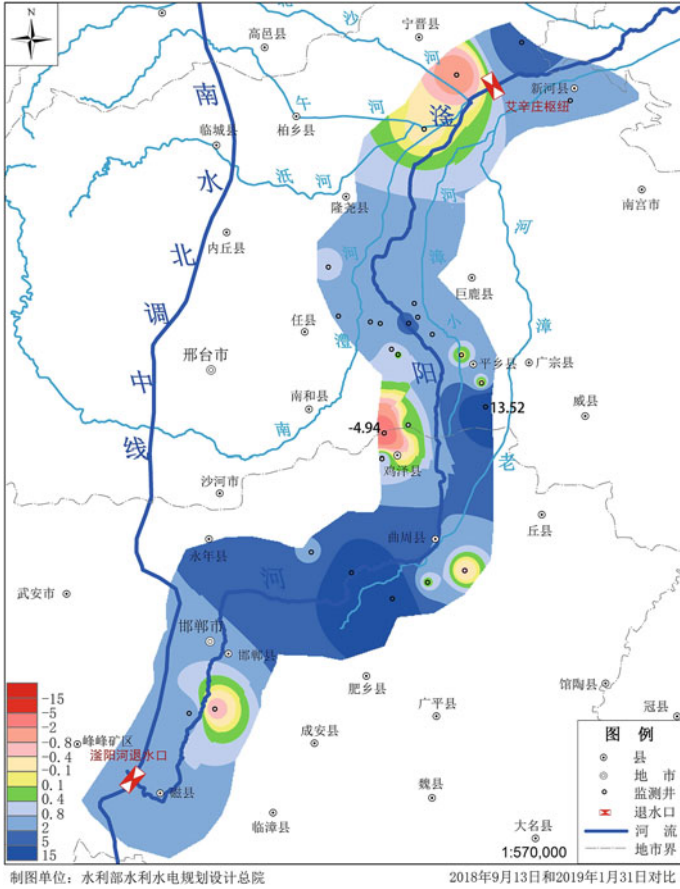 N
北
沙
河
高邑县
宁晋县
南
午
河
滏
新河县
艾辛庄枢纽
临城县
柏乡县
泜
河
河
水
隆尧县
南宫市
内丘县
河
漳
河
北
巨鹿县
调
任县
澧
小
漳
邢台市
阳
平乡县
广宗县
中
南和县
13.52
威县
南
-4.94
线
老
沙河市
鸡泽县
永年县
曲周县
丘县
武安市
河
邯郸市
邯郸县
肥乡县
馆陶县
广平县
冠县
-15
-5
-2
-0.8
-0.4
-0.1
0.1
0.4
0.8
2
5
15
峰峰矿区
滏阳河退水口
成安县
磁县
魏县
临漳县
大名县
1:570,000
图 例
县
地 市
监测井
退水口
河 流
地市界
制图单位：水利部水利水电规划设计总院
2018年9月13日和2019年1月31日对比